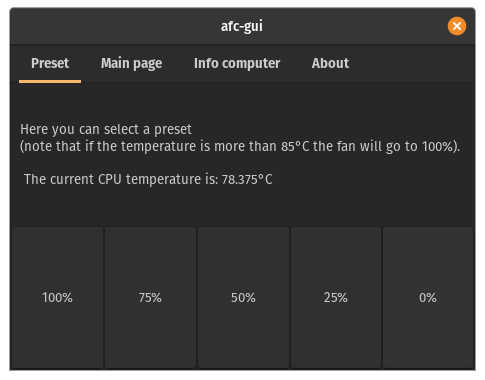 afc-gui
Preset Main page Info computer About
Here you can select a preset
(note that if the temperature is more than 85°C the fan will go to 100%).
The current CPU temperature is: 78.375°C
100% 75% 50% 25% 0%